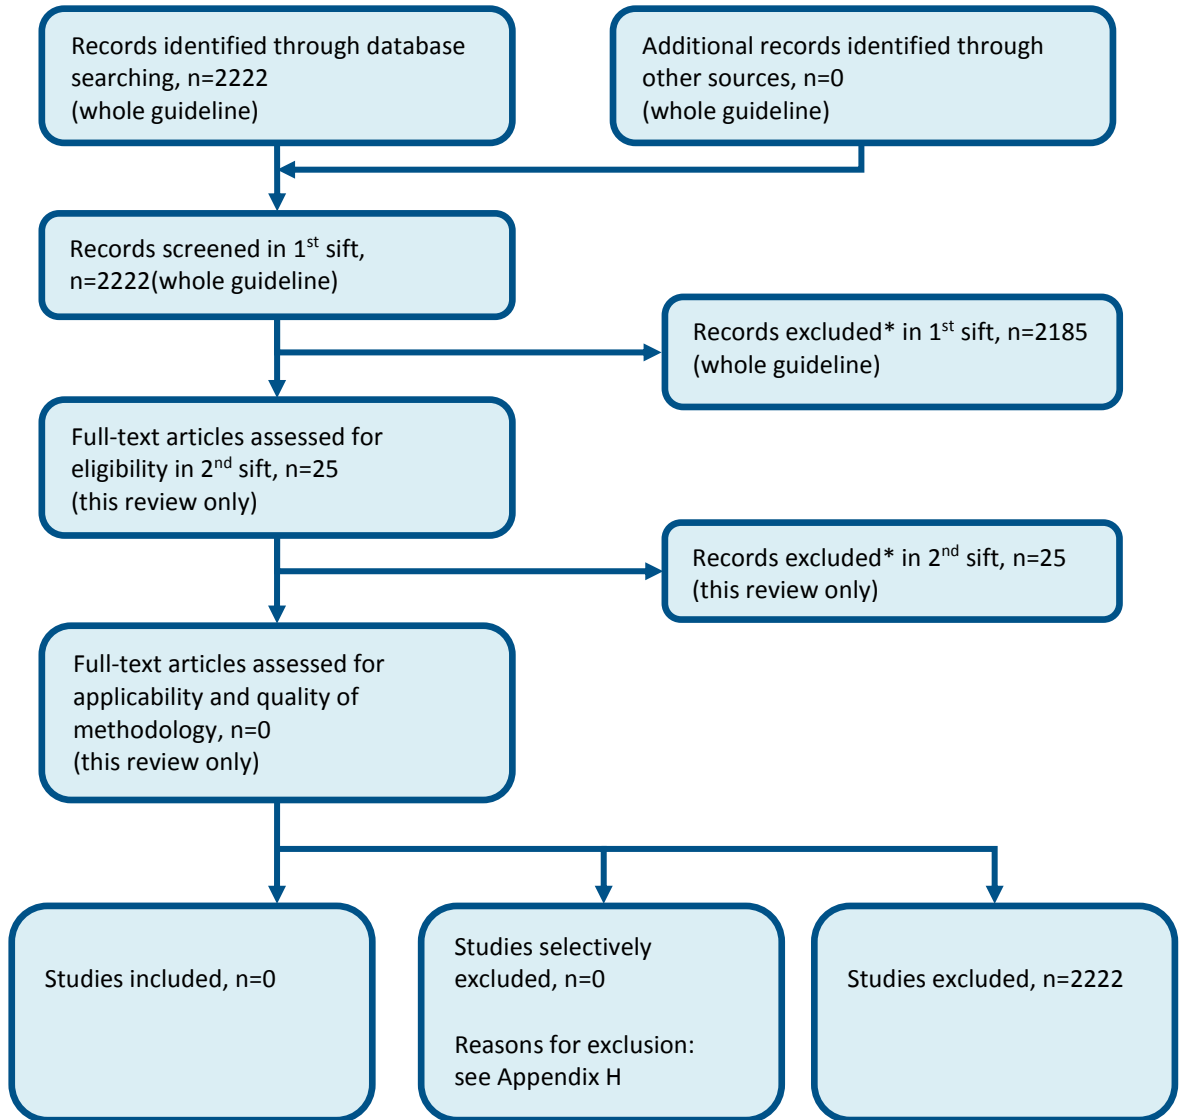 Records identified through database
searching, n=2222
(whole guideline)
Additional records identified through
other sources, n=0
(whole guideline)
Records screened in 1st sift,
n=2222(whole guideline)
Records excluded* in 1st sift, n=2185
(whole guideline)
Full-text articles assessed for
eligibility in 2nd sift, n=25
(this review only)
Records excluded* in 2nd sift, n=25
(this review only)
Full-text articles assessed for
applicability and quality of
methodology, n=0
(this review only)
Studies included, n=0
Studies selectively
excluded, n=0
Reasons for exclusion:
see Appendix H
Studies excluded, n=2222